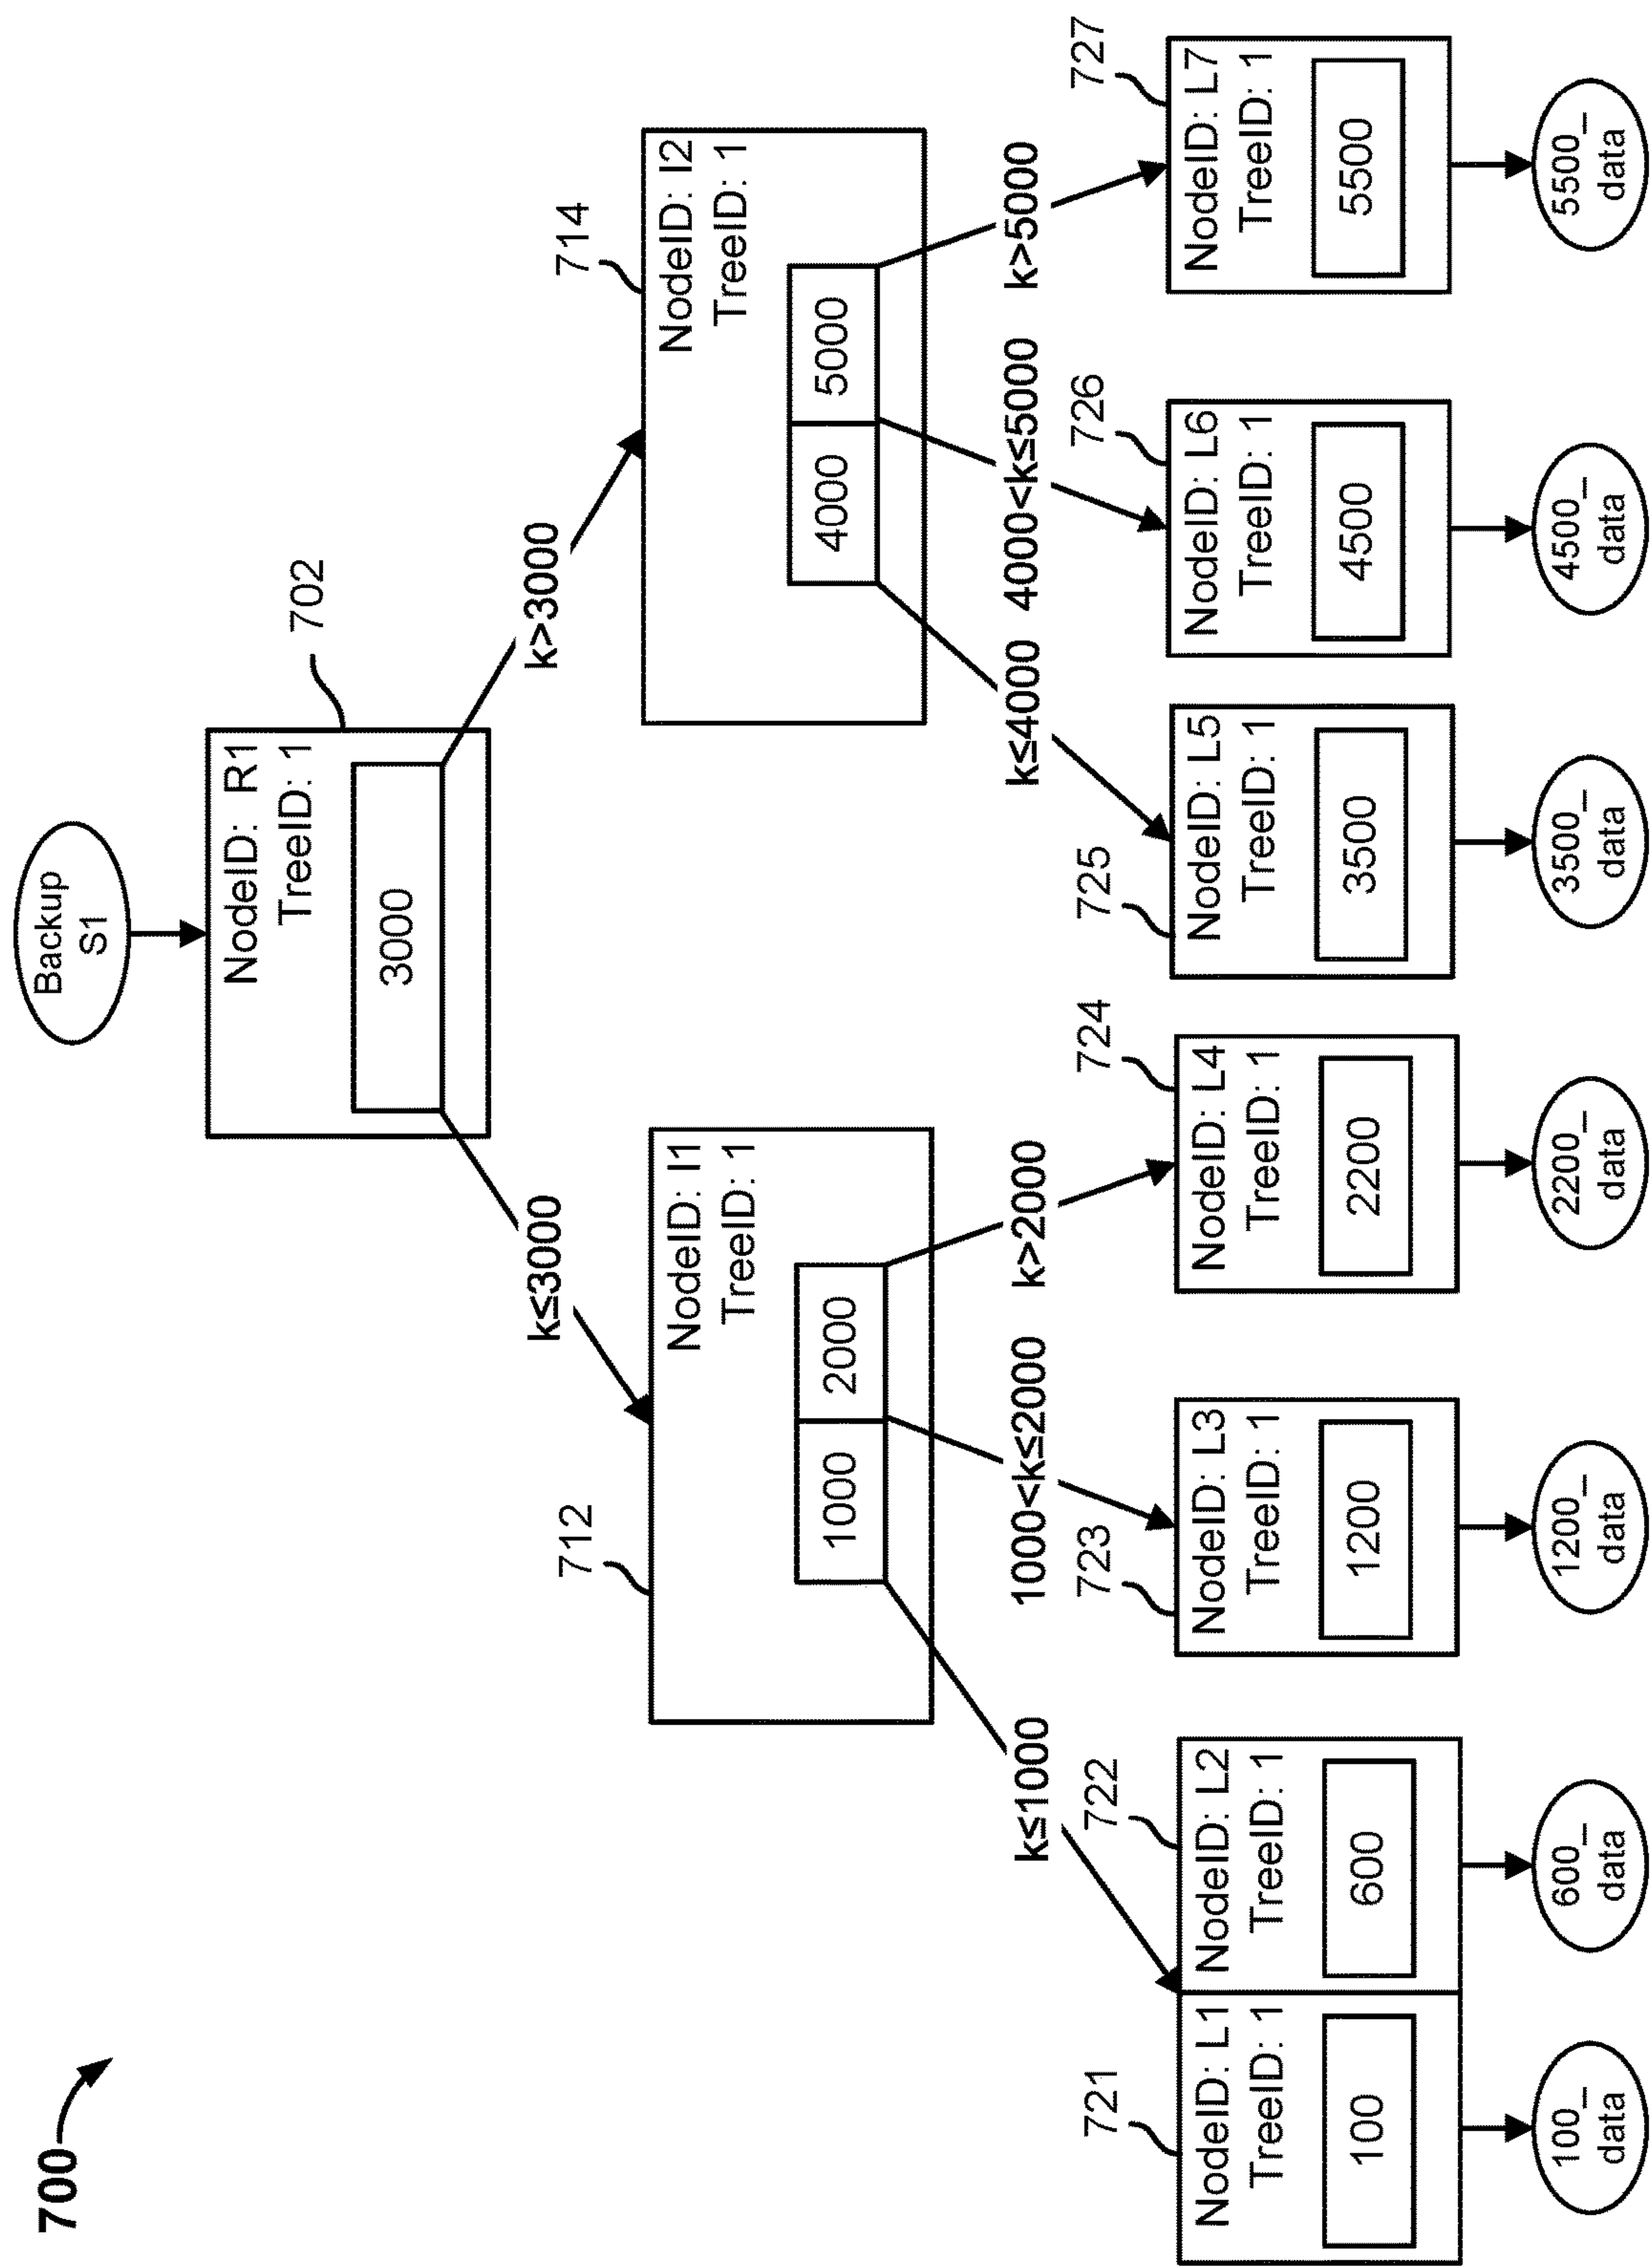 700
Backup
S1
702
NodeID: R1
TreeID: 1
3000
k≤3000
k>3000
712
NodeID: I1
TreeID: 1
1000
2000
714
NodeID: I2
TreeID: 1
4000
5000
k≤1000
1000<k≤2000
k>2000
k≤4000
4000<k≤5000
k>5000
721
NodeID: L1
TreeID: 1
100
722
NodeID: L2
TreeID: 1
600
723
NodeID: L3
TreeID: 1
1200
724
NodeID: L4
TreeID: 1
2200
725
NodeID: L5
TreeID: 1
3500
726
NodeID: L6
TreeID: 1
4500
727
NodeID: L7
TreeID: 1
5500
100_
data
600_
data
1200_
data
2200_
data
3500_
data
4500_
data
5500_
data